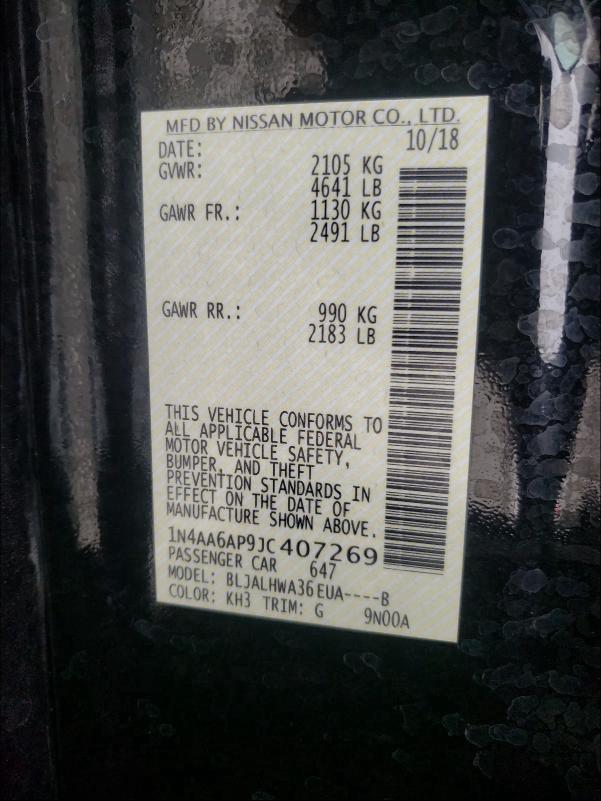 MFD BY NISSAN MOTOR CO., LTD.
DATE: 10/18
GVWR: 2105 KG
4641 LB
GAWR FR.: 1130 KG
2491 LB
GAWR RR.: 990 KG
2183 LB
THIS VEHICLE CONFORMS TO
ALL APPLICABLE FEDERAL
MOTOR VEHICLE SAFETY,
BUMPER, AND THEFT
PREVENTION STANDARDS IN
EFFECT ON THE DATE OF
MANUFACTURE SHOWN ABOVE.
1N4AA6AP9JC407269
PASSENGER CAR 647
MODEL: BLJALHWA36EUA----B
COLOR: KH3 TRIM: G 9N00A